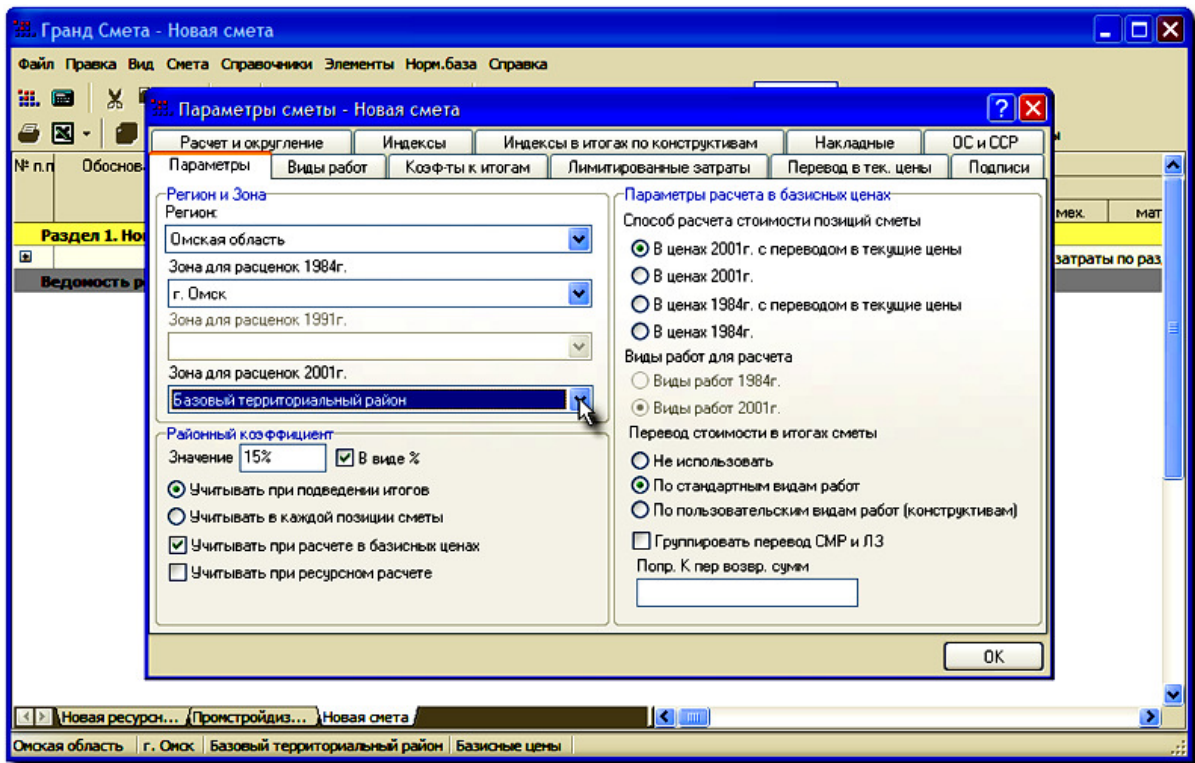 Гранд Смета - Новая смета
Файл Правка Вид Смета Справочники Элементы Норм.база Справка
Параметры сметы - Новая смета
Расчет и округление Индексы Индексы в итогах по конструктивам Накладные ОС и ССР
Параметры Виды работ Коэф-ты к итогам Лимитированные затраты Перевод в тек. цены Подписи
№ п.п Обоснов
мех. мат
Раздел 1. Но
затраты по раз
Ведомость р
Регион и Зона
Регион:
Омская область
Зона для расценок 1984г.
г. Омск
Зона для расценок 1991г.
Зона для расценок 2001г.
Базовый территориальный район
Районный коэффициент
Значение 15% В виде %
Учитывать при подведении итогов
Учитывать в каждой позиции сметы
Учитывать при расчете в базисных ценах
Учитывать при ресурсном расчете
Параметры расчета в базисных ценах
Способ расчета стоимости позиций сметы
В ценах 2001г. с переводом в текущие цены
В ценах 2001г.
В ценах 1984г. с переводом в текущие цены
В ценах 1984г.
Виды работ для расчета
Виды работ 1984г.
Виды работ 2001г.
Перевод стоимости в итогах сметы
Не использовать
По стандартным видам работ
По пользовательским видам работ (конструктивам)
Группировать перевод СМР и ЛЗ
Попр. К пер возвр. сумм
OK
Новая ресурсн... Промстройдиз... Новая смета
Омская область г. Омск Базовый территориальный район Базисные цены